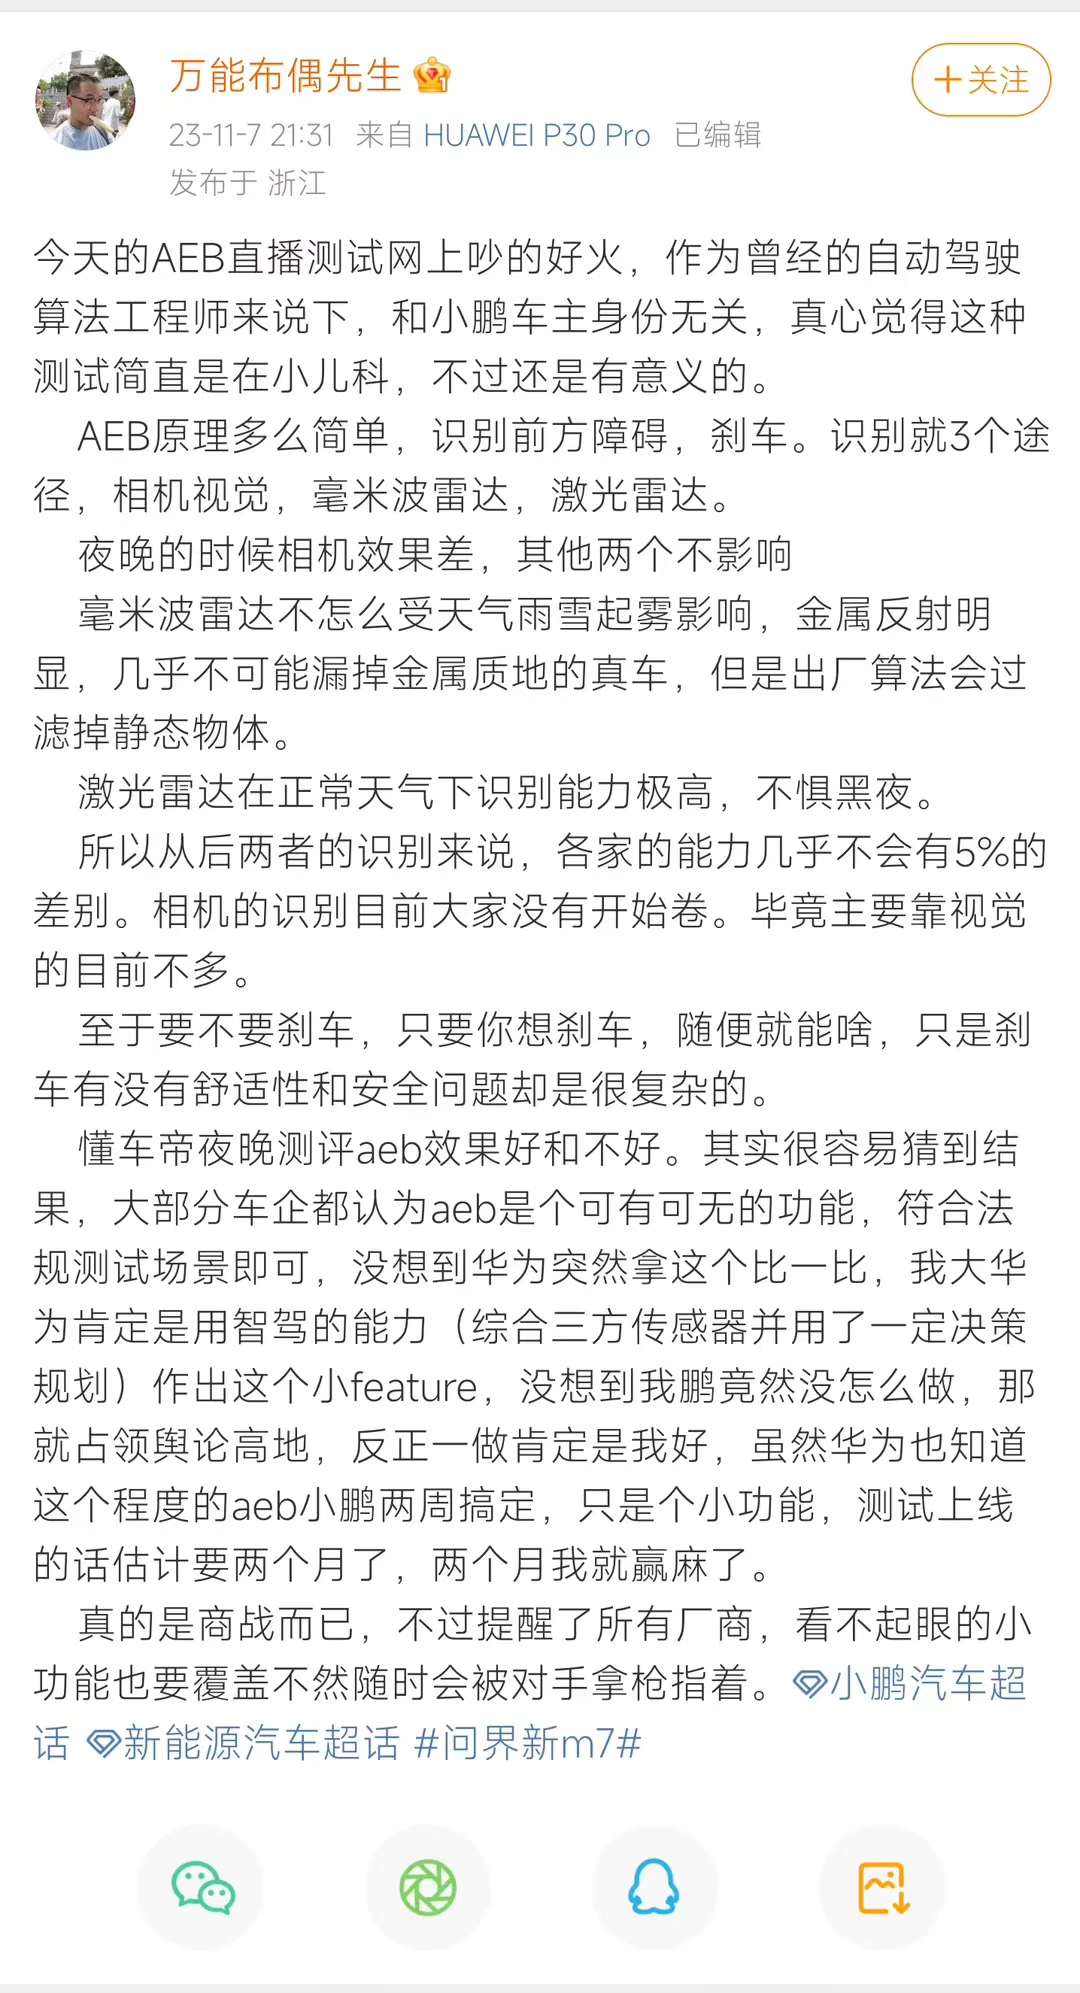 万能布偶先生
+关注
23-11-7 21:31 来自 HUAWEI P30 Pro 已编辑
发布于 浙江
今天的AEB直播测试网上吵的好火，作为曾经的自动驾驶
算法工程师来说下，和小鹏车主身份无关，真心觉得这种
测试简直是在小儿科，不过还是有意义的。
AEB原理多么简单，识别前方障碍，刹车。识别就3个途
径，相机视觉，毫米波雷达，激光雷达。
夜晚的时候相机效果差，其他两个不影响
毫米波雷达不怎么受天气雨雪起雾影响，金属反射明
显，几乎不可能漏掉金属质地的真车，但是出厂算法会过
滤掉静态物体。
激光雷达在正常天气下识别能力极高，不惧黑夜。
所以从后两者的识别来说，各家的能力几乎不会有5%的
差别。相机的识别目前大家没有开始卷。毕竟主要靠视觉
的目前不多。
至于要不要刹车，只要你想刹车，随便就能啥，只是刹
车有没有舒适性和安全问题却是很复杂的。
懂车帝夜晚测评aeb效果好和不好。其实很容易猜到结
果，大部分车企都认为aeb是个可有可无的功能，符合法
规测试场景即可，没想到华为突然拿这个比一比，我大华
为肯定是用智驾的能力（综合三方传感器并用了一定决策
规划）作出这个小feature，没想到我鹏竟然没怎么做，那
就占领舆论高地，反正一做肯定是我好，虽然华为也知道
这个程度的aeb小鹏两周搞定，只是个小功能，测试上线
的话估计要两个月了，两个月我就赢麻了。
真的是商战而已，不过提醒了所有厂商，看不起眼的小
功能也要覆盖不然随时会被对手拿枪指着。小鹏汽车超
话 新能源汽车超话 #问界新m7#